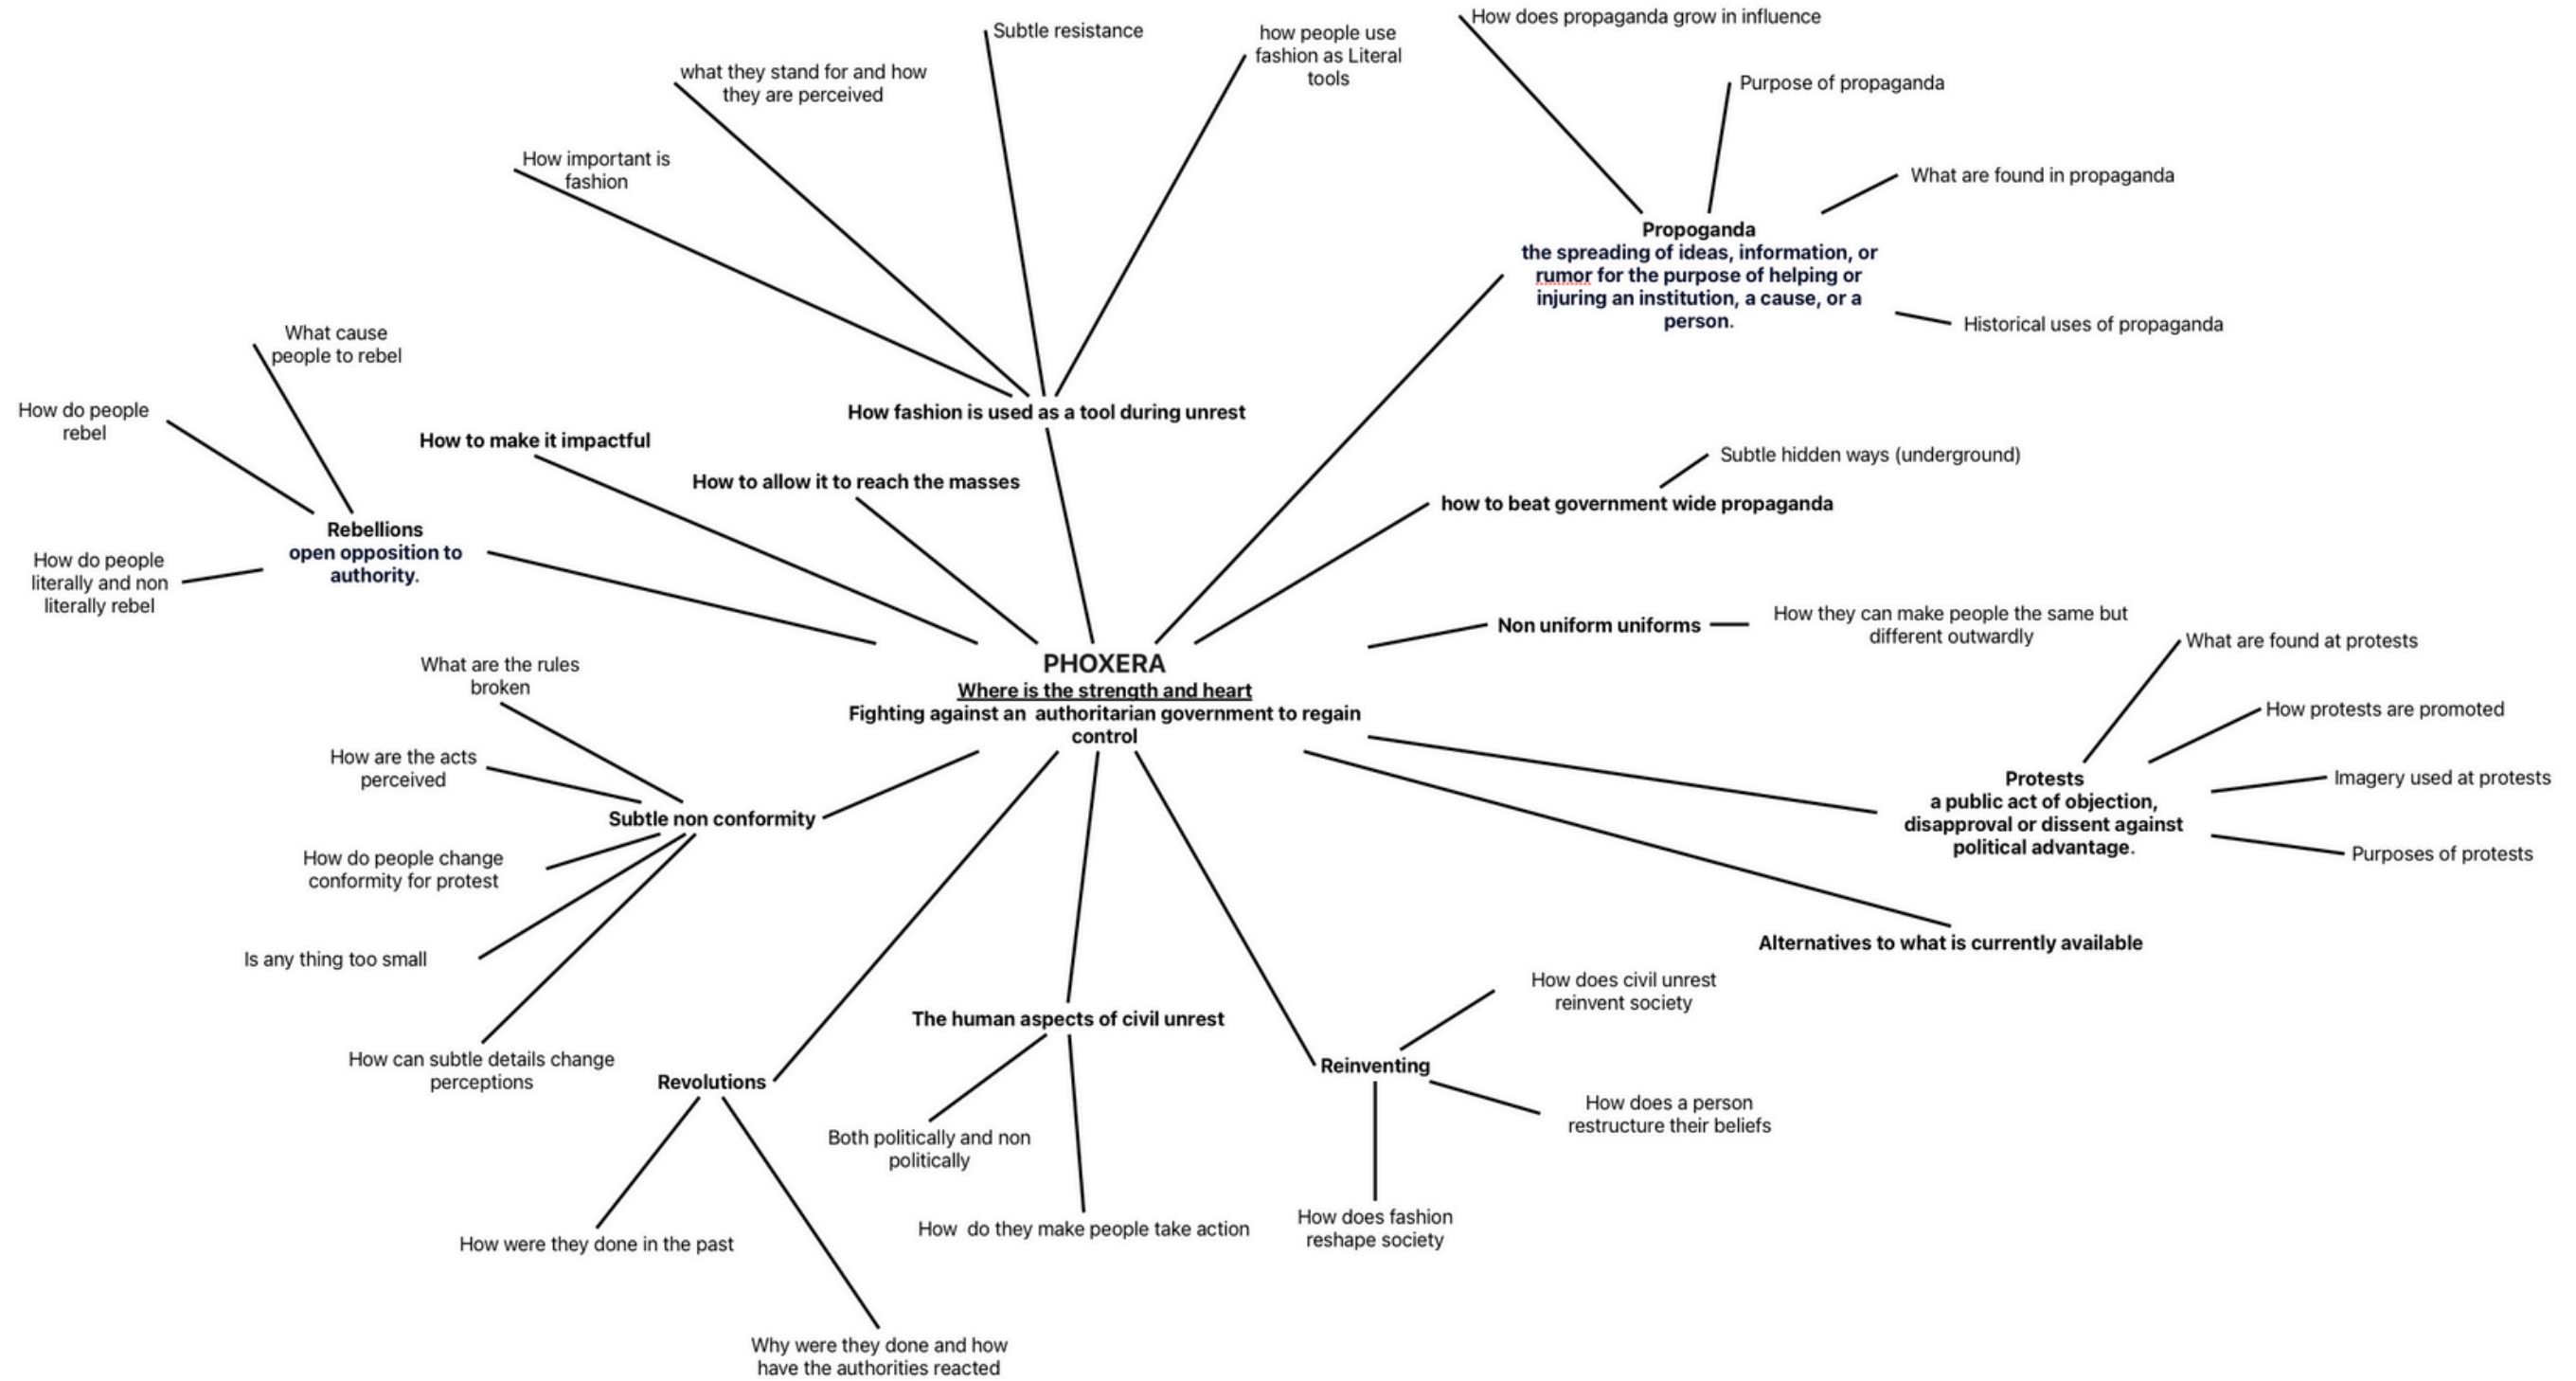 How does propaganda grow in influence
Subtle resistance
how people use
fashion as Literal
tools
what they stand for and how
they are perceived
Purpose of propaganda
How important is
fashion
What are found in propaganda
Propoganda
the spreading of ideas, information, or
rumor for the purpose of helping or
injuring an institution, a cause, or a
person.
Historical uses of propaganda
What cause
people to rebel
How do people
rebel
How fashion is used as a tool during unrest
How to make it impactful
How to allow it to reach the masses
Subtle hidden ways (underground)
how to beat government wide propaganda
Rebellions
open opposition to
authority.
How do people
literally and non
literally rebel
Non uniform uniforms
How they can make people the same but
different outwardly
What are found at protests
PHOXERA
Where is the strength and heart
Fighting against an  authoritarian government to regain
control
What are the rules
broken
How protests are promoted
How are the acts
perceived
Protests
a public act of objection,
disapproval or dissent against
political advantage.
Imagery used at protests
Subtle non conformity
Purposes of protests
How do people change
conformity for protest
Alternatives to what is currently available
Is any thing too small
How does civil unrest
reinvent society
The human aspects of civil unrest
How can subtle details change
perceptions
Revolutions
Reinventing
How does a person
restructure their beliefs
Both politically and non
politically
How  do they make people take action
How does fashion
reshape society
How were they done in the past
Why were they done and how
have the authorities reacted